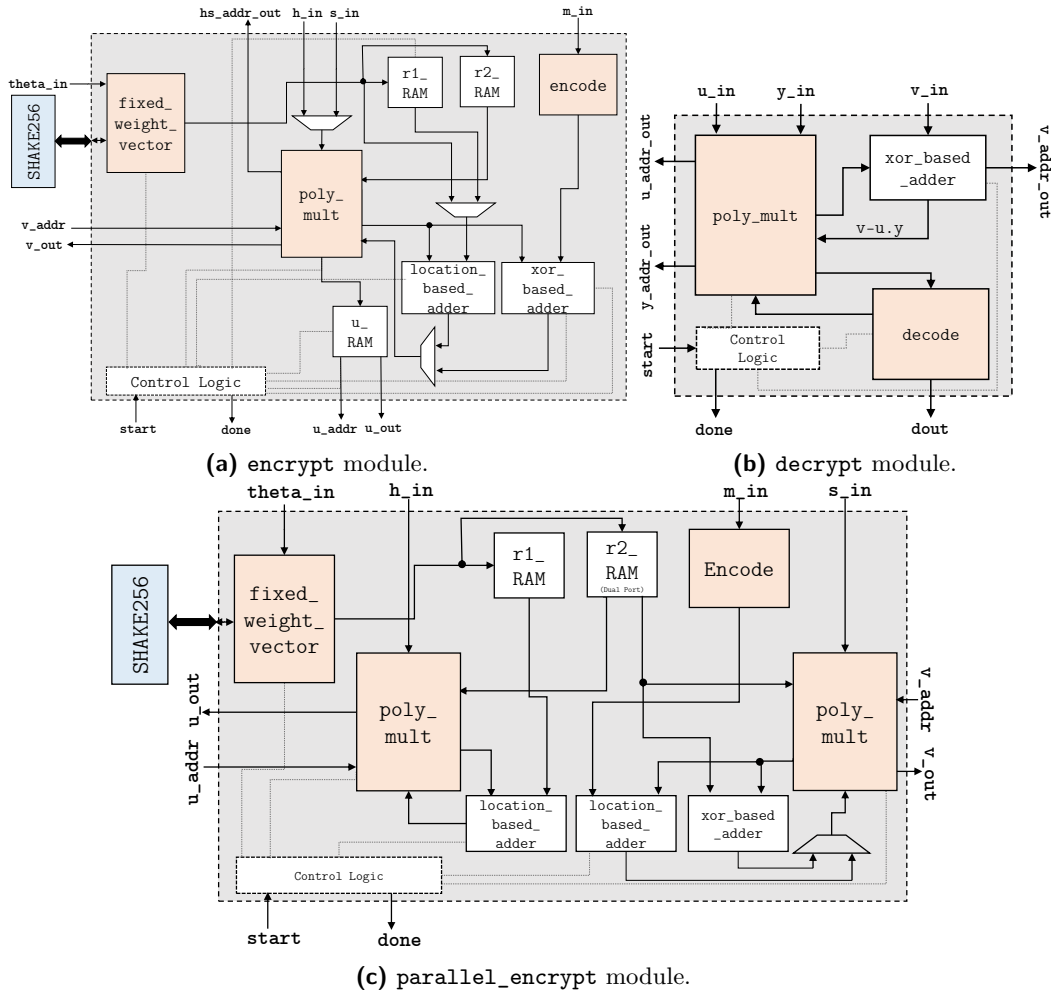 hs_addr_out h_in s_in m_in
theta_in
SHAKE256
fixed_
weight_
vector
r1_
RAM
r2_
RAM
encode
poly_
mult
v_addr
v_out
location_
based_
adder
xor_
based_
adder
u_
RAM
Control Logic
start
done
u_addr
u_out
(a) encrypt module.
u_in y_in v_in
u_addr_out
v_addr_out
poly_mult
xor_based
_adder
v-u.y
y_addr_out
decode
start
Control
Logic
done
dout
(b) decrypt module.
theta_in h_in m_in s_in
SHAKE256
fixed_
weight_
vector
r1_
RAM
r2_
RAM
(Dual Port)
Encode
u_out
poly_
mult
poly_
mult
v_addr
u_addr
v_out
location_
based_
adder
location_
based_
adder
xor_based
_adder
Control Logic
start
done
(c) parallel_encrypt module.